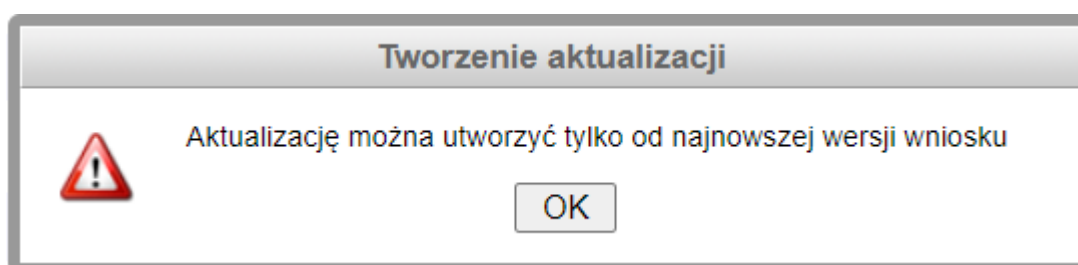 Tworzenie aktualizacji
Aktualizację można utworzyć tylko od najnowszej wersji wniosku
OK